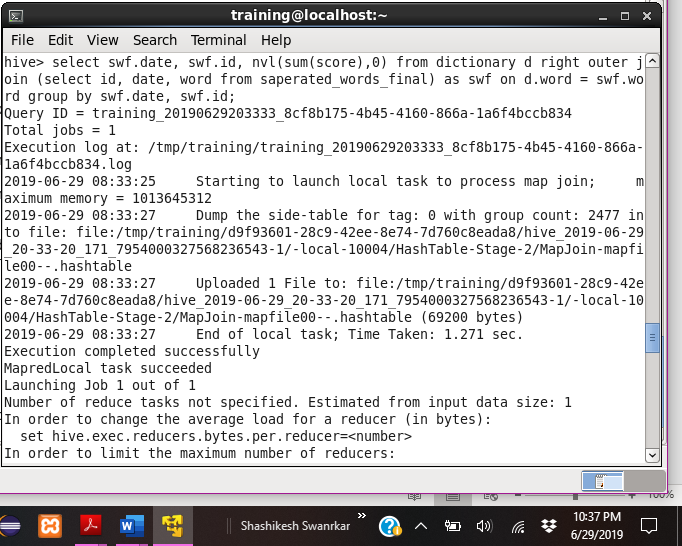 training@localhost:~
File Edit View Search Terminal Help
hive> select swf.date, swf.id, nvl(sum(score),0) from dictionary d right outer j
oin (select id, date, word from saperated_words_final) as swf on d.word = swf.wo
rd group by swf.date, swf.id;
Query ID = training_20190629203333_8cf8b175-4b45-4160-866a-1a6f4bccb834
Total jobs = 1
Execution log at: /tmp/training/training_20190629203333_8cf8b175-4b45-4160-866a-
1a6f4bccb834.log
2019-06-29 08:33:25     Starting to launch local task to process map join;     m
aximum memory = 1013645312
2019-06-29 08:33:27     Dump the side-table for tag: 0 with group count: 2477 in
to file: file:/tmp/training/d9f93601-28c9-42ee-8e74-7d760c8eada8/hive_2019-06-29
_20-33-20_171_7954000327568236543-1/-local-10004/HashTable-Stage-2/MapJoin-mapfi
le00--.hashtable
2019-06-29 08:33:27     Uploaded 1 File to: file:/tmp/training/d9f93601-28c9-42e
e-8e74-7d760c8eada8/hive_2019-06-29_20-33-20_171_7954000327568236543-1/-local-10
004/HashTable-Stage-2/MapJoin-mapfile00--.hashtable (69200 bytes)
2019-06-29 08:33:27     End of local task; Time Taken: 1.271 sec.
Execution completed successfully
MapredLocal task succeeded
Launching Job 1 out of 1
Number of reduce tasks not specified. Estimated from input data size: 1
In order to change the average load for a reducer (in bytes):
  set hive.exec.reducers.bytes.per.reducer=<number>
In order to limit the maximum number of reducers:
100%
Shashikesh Swanrkar
10:37 PM
6/29/2019